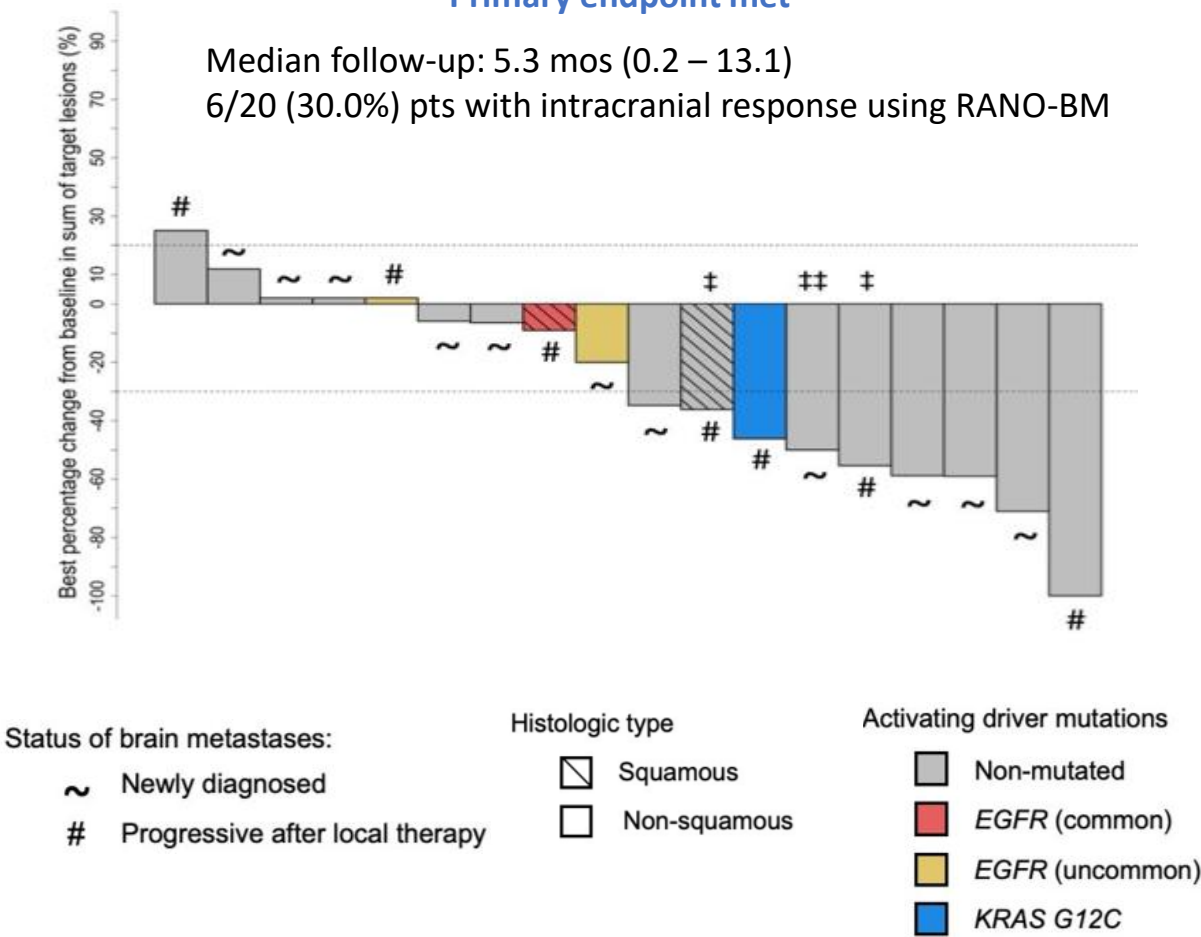 Primary endpoint met
Median follow-up: 5.3 mos (0.2 – 13.1)
6/20 (30.0%) pts with intracranial response using RANO-BM
Best percentage change from baseline in sum of target lesions (%)
90
70
50
30
10
0
-20
-40
-60
-80
-100
#
~
~
~
#
~
~
#
~
~
‡
#
#
‡‡
~
‡
#
~
~
~
#
Status of brain metastases:
~ Newly diagnosed
# Progressive after local therapy
Histologic type
Squamous
Non-squamous
Activating driver mutations
Non-mutated
EGFR (common)
EGFR (uncommon)
KRAS G12C